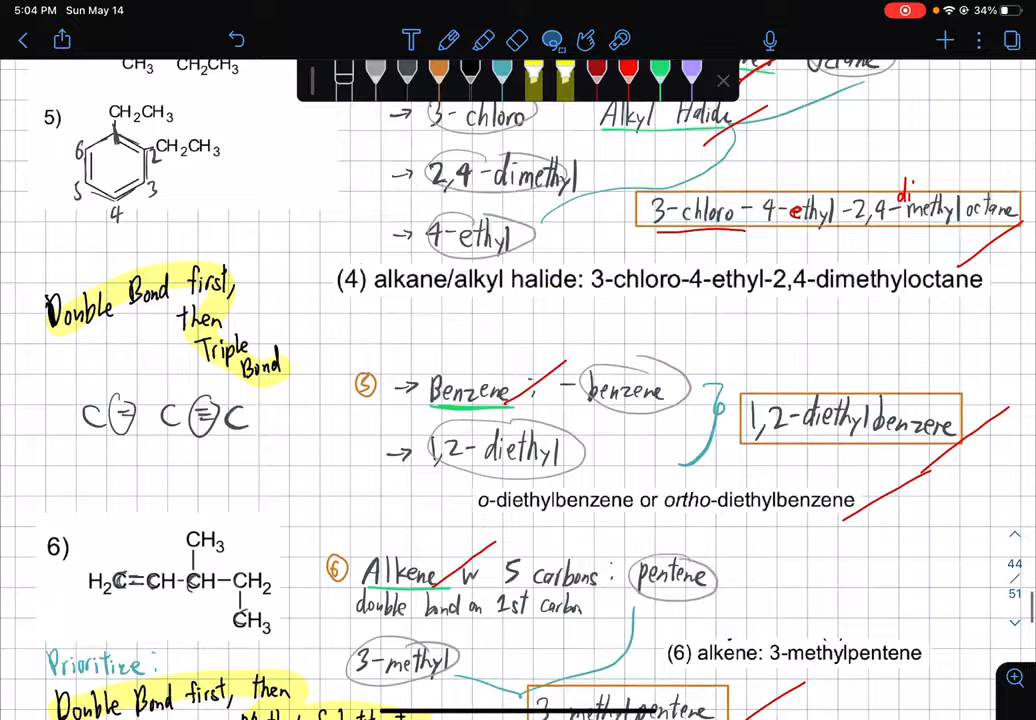 5:04 PM Sun May 14
34%
CH3 CH2CH3
octane
5)
CH2CH3
CH2CH3
6 2
5 3
4
→ 3-chloro Alkyl Halide
→ 2,4-dimethyl
→ 4-ethyl
di
3-chloro-4-ethyl-2,4-methyloctane
(4) alkane/alkyl halide: 3-chloro-4-ethyl-2,4-dimethyloctane
Double Bond first,
then
Triple
Bond
C = C ≡ C
⑤ → Benzene ; - benzene
→ 1,2-diethyl
1,2-diethylbenzene
o-diethylbenzene or ortho-diethylbenzene
44
/
51
6)
CH3
H2C=CH-CH-CH2
CH3
⑥ Alkene w 5 carbons: pentene
double bond on 1st carbon
3-methyl
(6) alkene: 3-methylpentene
Prioritize:
Double Bond first, then
3-methylpentene